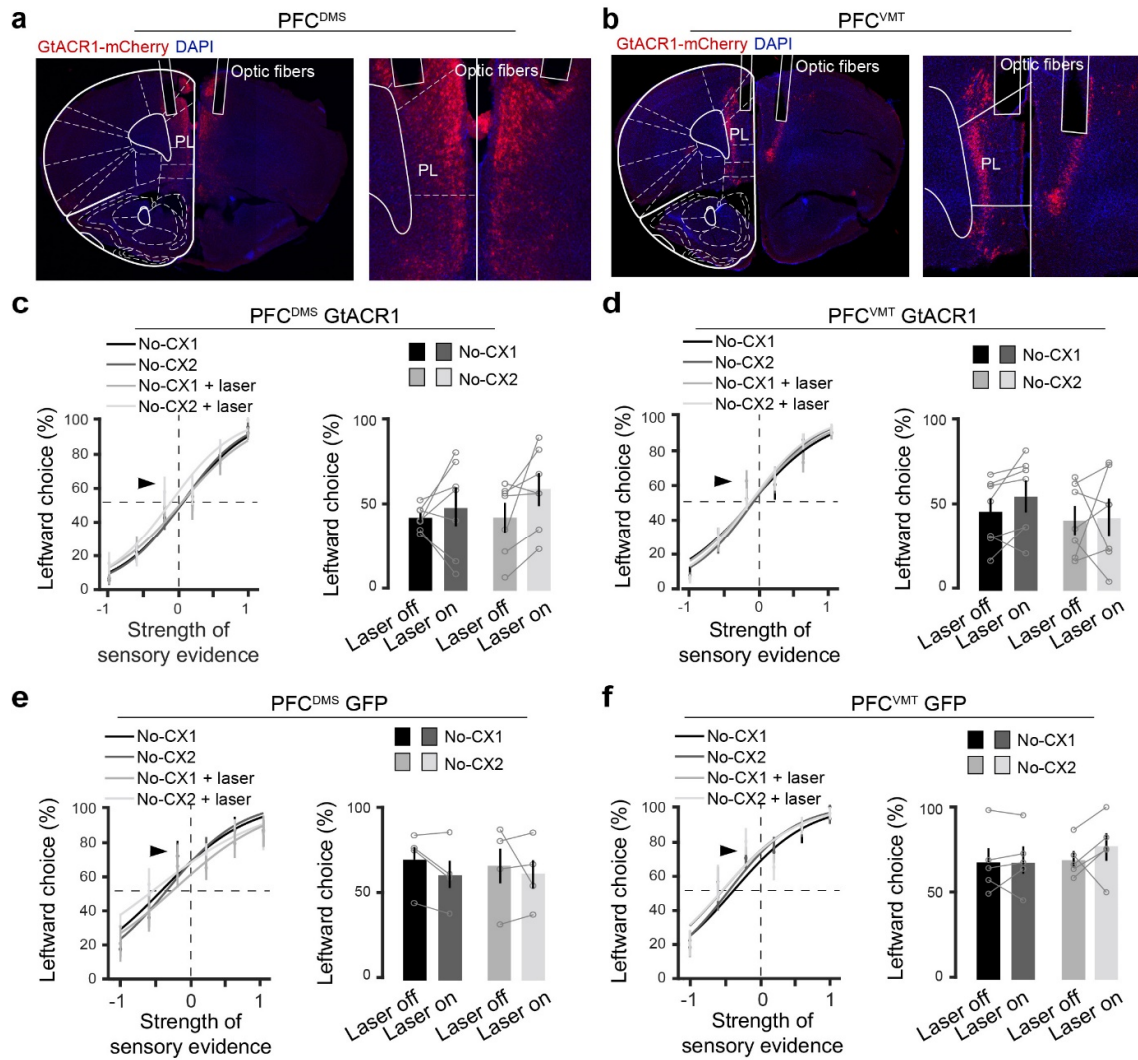 a
PFC^DMS
GtACR1-mCherry DAPI
Optic fibers
PL
Optic fibers
PL
b
PFC^VMT
GtACR1-mCherry DAPI
Optic fibers
PL
Optic fibers
PL
c
PFC^DMS GtACR1
No-CX1
No-CX2
No-CX1 + laser
No-CX2 + laser
Leftward choice (%)
100
80
60
40
20
0
-1 0 1
Strength of
sensory evidence
No-CX1
No-CX2
Leftward choice (%)
100
50
0
Laser off Laser on Laser off Laser on
d
PFC^VMT GtACR1
No-CX1
No-CX2
No-CX1 + laser
No-CX2 + laser
Leftward choice (%)
100
80
60
40
20
0
-1 0 1
Strength of
sensory evidence
No-CX1
No-CX2
Leftward choice (%)
100
50
0
Laser off Laser on Laser off Laser on
e
PFC^DMS GFP
No-CX1
No-CX2
No-CX1 + laser
No-CX2 + laser
Leftward choice (%)
100
80
60
40
20
0
-1 0 1
Strength of
sensory evidence
No-CX1
No-CX2
Leftward choice (%)
100
50
0
Laser off Laser on Laser off Laser on
f
PFC^VMT GFP
No-CX1
No-CX2
No-CX1 + laser
No-CX2 + laser
Leftward choice (%)
100
80
60
40
20
0
-1 0 1
Strength of
sensory evidence
No-CX1
No-CX2
Leftward choice (%)
100
50
0
Laser off Laser on Laser off Laser on